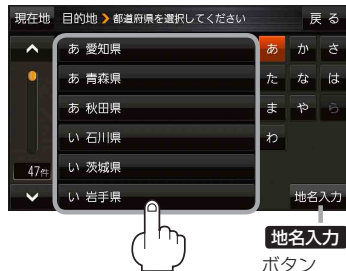 現在地 目的地 > 都道府県を選択してください 戻る
あ 愛知県 あ か さ
あ 青森県 た な は
あ 秋田県 ま や ら
い 石川県 わ
い 茨城県
47件
い 岩手県 地名入力
地名入力
ボタン